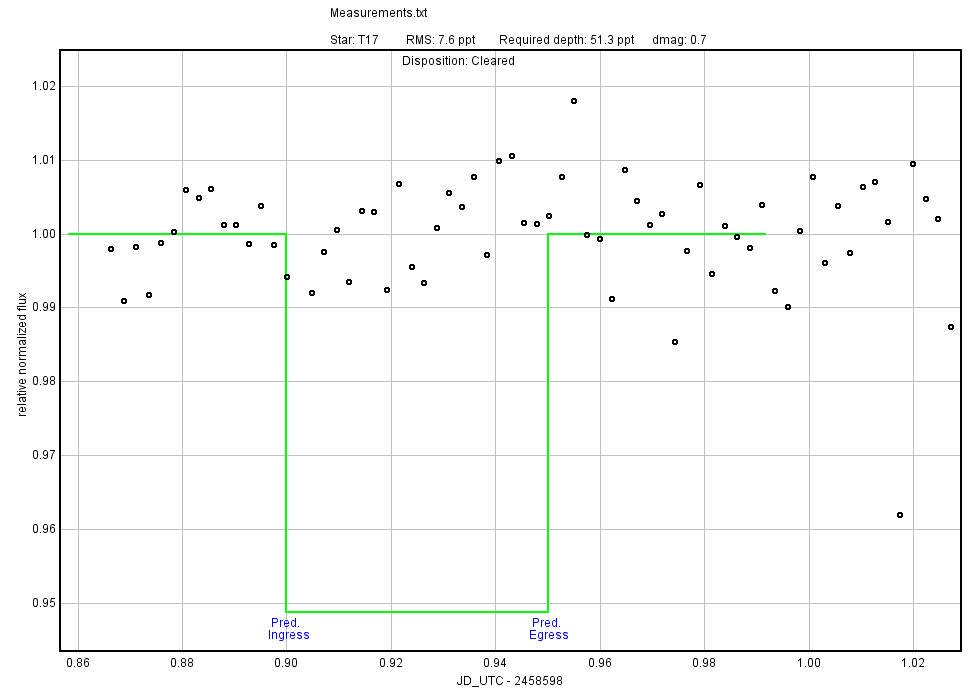 Measurements.txt
Star: T17 RMS: 7.6 ppt Required depth: 51.3 ppt dmag: 0.7
Disposition: Cleared
1.02
1.01
1.00
0.99
0.98
0.97
0.96
0.95
relative normalized flux
Pred.
Ingress
Pred.
Egress
0.86 0.88 0.90 0.92 0.94 0.96 0.98 1.00 1.02
JD_UTC - 2458598